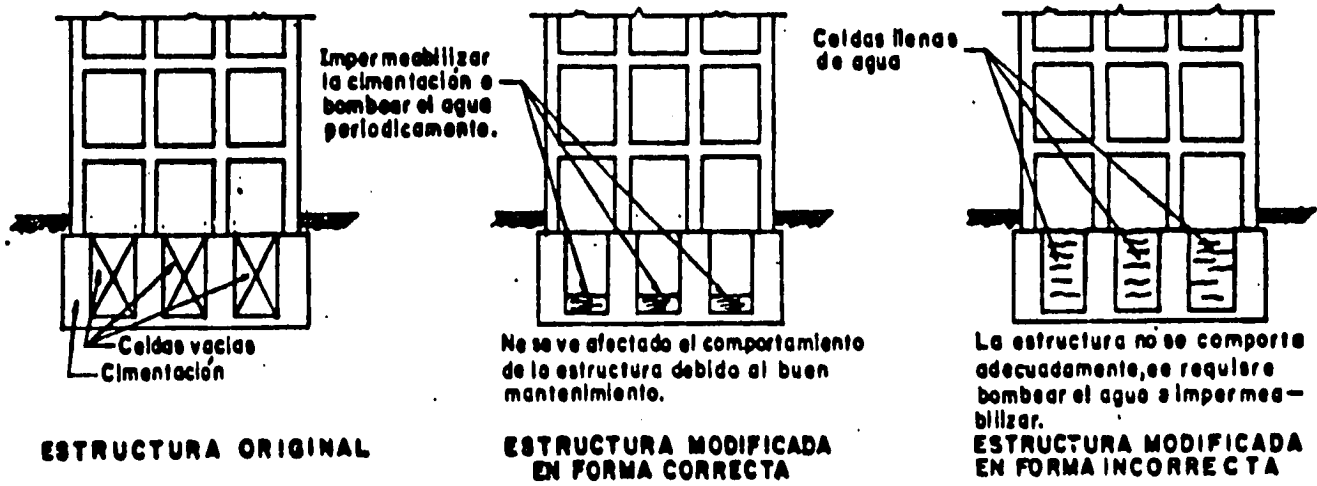 Impermeabilizar
la cimentación o
bombear el agua
periodicamente.
Celdas llenas
de agua
Celdas vacias
Cimentación
No se ve afectado el comportamiento
de la estructura debido al buen
mantenimiento.
La estructura no se comporta
adecuadamente, se requiere
bombear el agua e impermea-
bilizar.
ESTRUCTURA ORIGINAL
ESTRUCTURA MODIFICADA
EN FORMA CORRECTA
ESTRUCTURA MODIFICADA
EN FORMA INCORRECTA